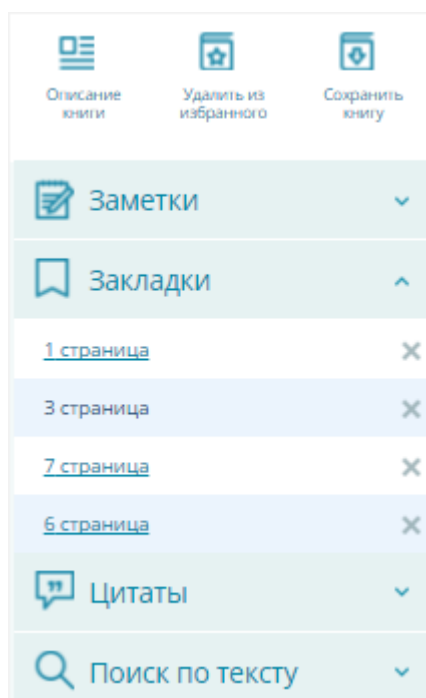 Описание
книги
Удалить из
избранного
Сохранить
книгу
Заметки
Закладки
1 страница
3 страница
7 страница
6 страница
Цитаты
Поиск по тексту